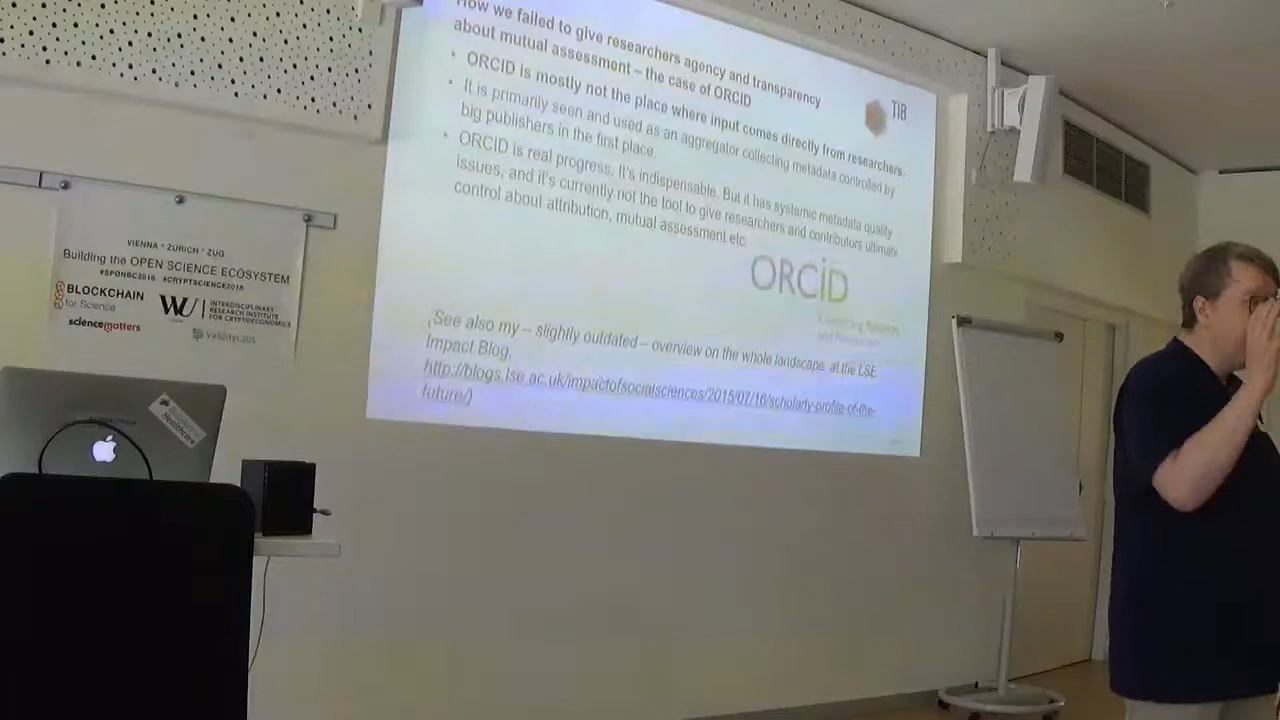 How we failed to give researchers agency and transparency
about mutual assessment – the case of ORCID
TIB
• ORCID is mostly not the place where input comes directly from researchers.
• It is primarily seen and used as an aggregator collecting metadata controlled by
big publishers in the first place.
• ORCID is real progress. It's indispensable. But it has systemic metadata quality
issues, and it's currently not the tool to give researchers and contributors ultimate
control about attribution, mutual assessment etc.
ORCiD
(See also my – slightly outdated – overview on the whole landscape, at the LSE
Impact Blog,
http://blogs.lse.ac.uk/impactofsocialsciences/2015/07/16/scholarly-profile-of-the-
future/)
VIENNA * ZURICH * ZUG
Building the OPEN SCIENCE ECOSYSTEM
#SPONBC2018 #CRYPTSCIENCE2018
BLOCKCHAIN
for Science
WU
INTERDISCIPLINARY
RESEARCH INSTITUTE
FOR CRYPTOECONOMICS
sciencematters
validitylabs
Healthcare